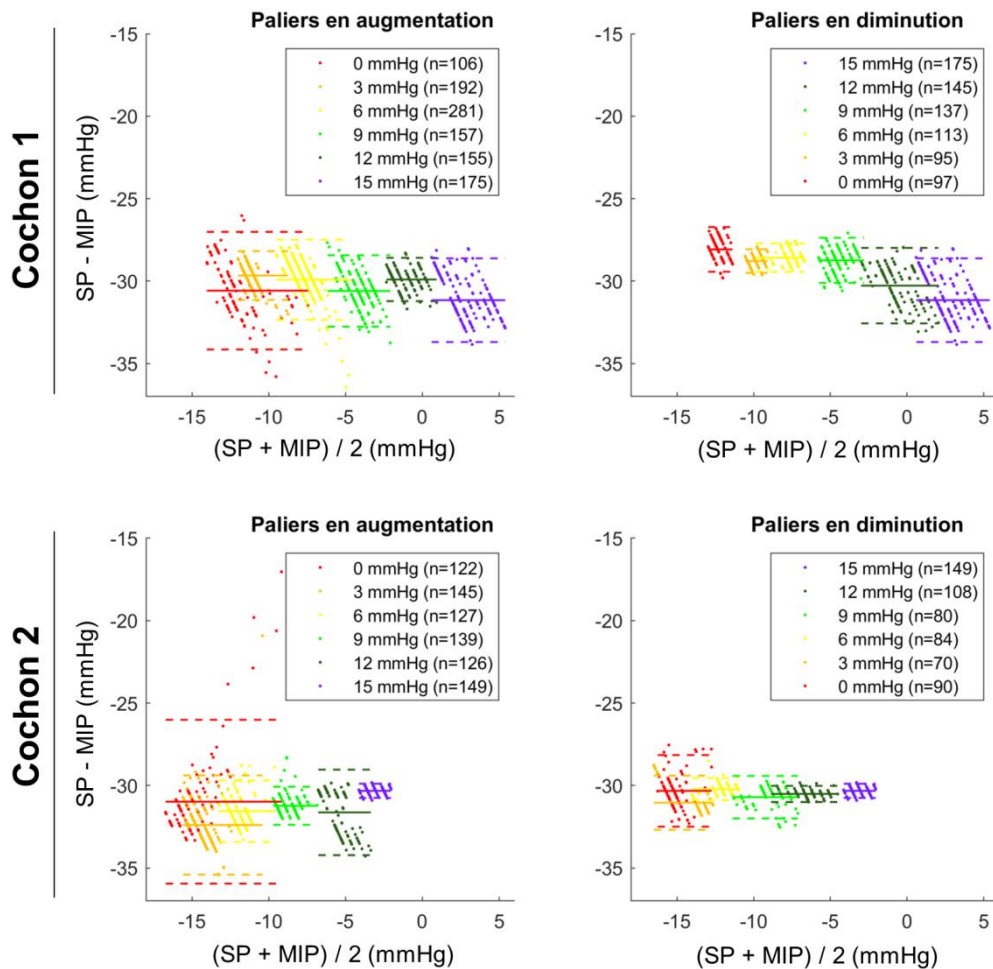 Cochon 1
Paliers en augmentation
SP - MIP (mmHg)
-15
-20
-25
-30
-35
0 mmHg (n=106)
3 mmHg (n=192)
6 mmHg (n=281)
9 mmHg (n=157)
12 mmHg (n=155)
15 mmHg (n=175)
-15 -10 -5 0 5
(SP + MIP) / 2 (mmHg)
Paliers en diminution
-15
-20
-25
-30
-35
15 mmHg (n=175)
12 mmHg (n=145)
9 mmHg (n=137)
6 mmHg (n=113)
3 mmHg (n=95)
0 mmHg (n=97)
-15 -10 -5 0 5
(SP + MIP) / 2 (mmHg)
Cochon 2
Paliers en augmentation
SP - MIP (mmHg)
-15
-20
-25
-30
-35
0 mmHg (n=122)
3 mmHg (n=145)
6 mmHg (n=127)
9 mmHg (n=139)
12 mmHg (n=126)
15 mmHg (n=149)
-15 -10 -5 0 5
(SP + MIP) / 2 (mmHg)
Paliers en diminution
-15
-20
-25
-30
-35
15 mmHg (n=149)
12 mmHg (n=108)
9 mmHg (n=80)
6 mmHg (n=84)
3 mmHg (n=70)
0 mmHg (n=90)
-15 -10 -5 0 5
(SP + MIP) / 2 (mmHg)